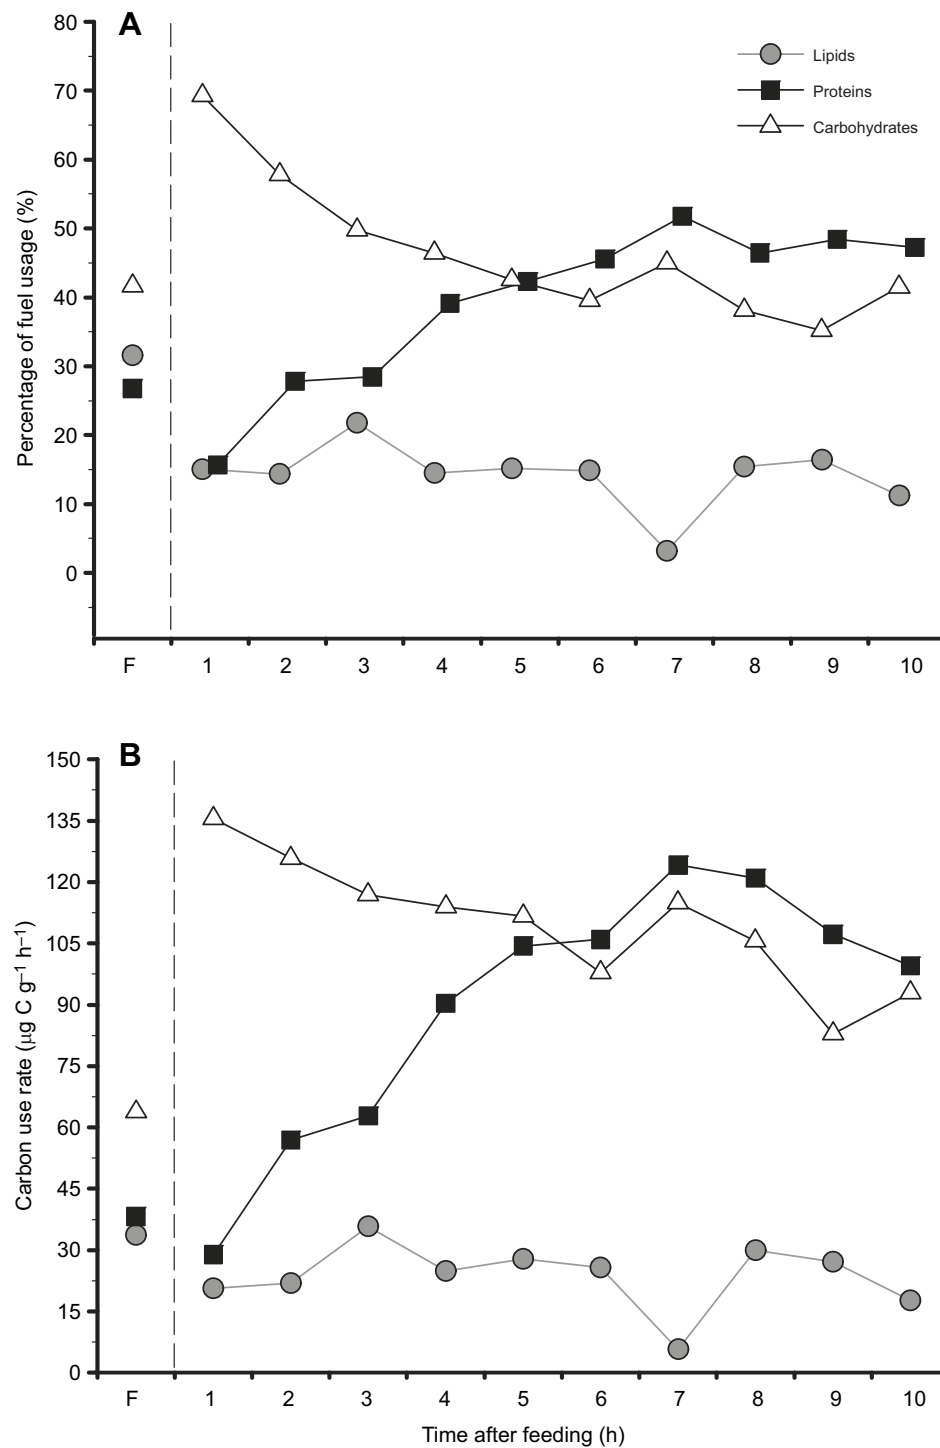 A
80
70
60
50
40
30
20
10
0
Percentage of fuel usage (%)
Lipids
Proteins
Carbohydrates
F 1 2 3 4 5 6 7 8 9 10
B
150
135
120
105
90
75
60
45
30
15
0
Carbon use rate (μg C g⁻¹ h⁻¹)
F 1 2 3 4 5 6 7 8 9 10
Time after feeding (h)